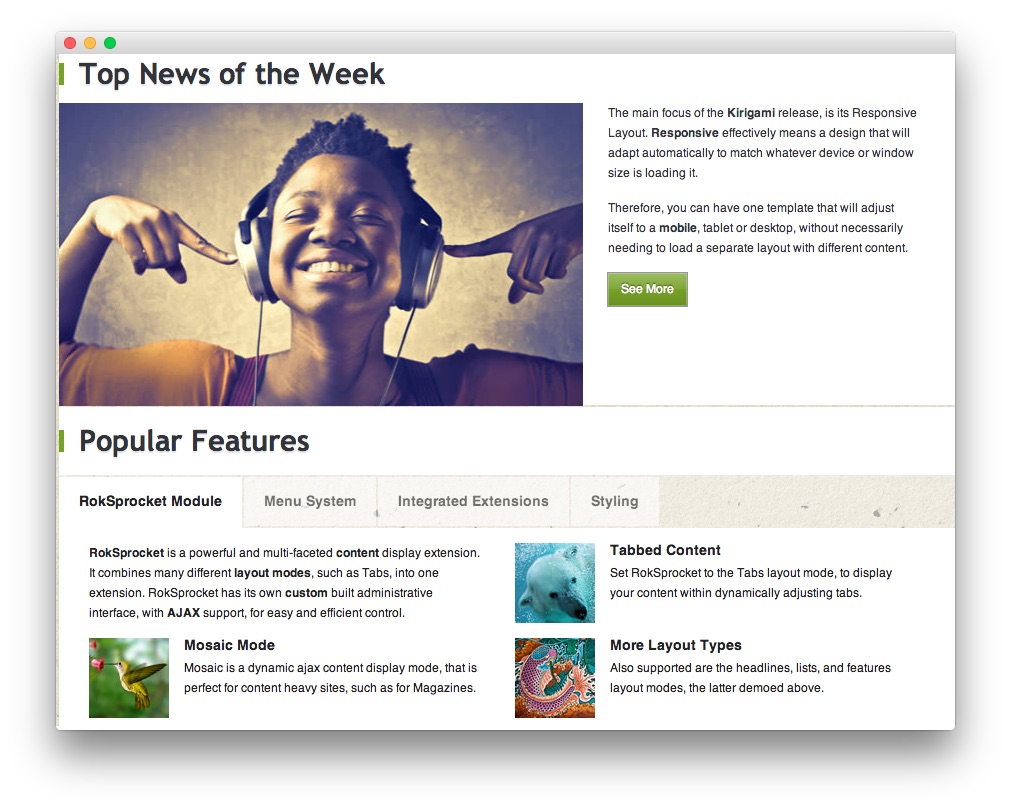 Top News of the Week
The main focus of the Kirigami release, is its Responsive
Layout. Responsive effectively means a design that will
adapt automatically to match whatever device or window
size is loading it.
Therefore, you can have one template that will adjust
itself to a mobile, tablet or desktop, without necessarily
needing to load a separate layout with different content.
See More
Popular Features
RokSprocket Module
Menu System
Integrated Extensions
Styling
RokSprocket is a powerful and multi-faceted content display extension.
It combines many different layout modes, such as Tabs, into one
extension. RokSprocket has its own custom built administrative
interface, with AJAX support, for easy and efficient control.
Tabbed Content
Set RokSprocket to the Tabs layout mode, to display
your content within dynamically adjusting tabs.
Mosaic Mode
Mosaic is a dynamic ajax content display mode, that is
perfect for content heavy sites, such as for Magazines.
More Layout Types
Also supported are the headlines, lists, and features
layout modes, the latter demoed above.